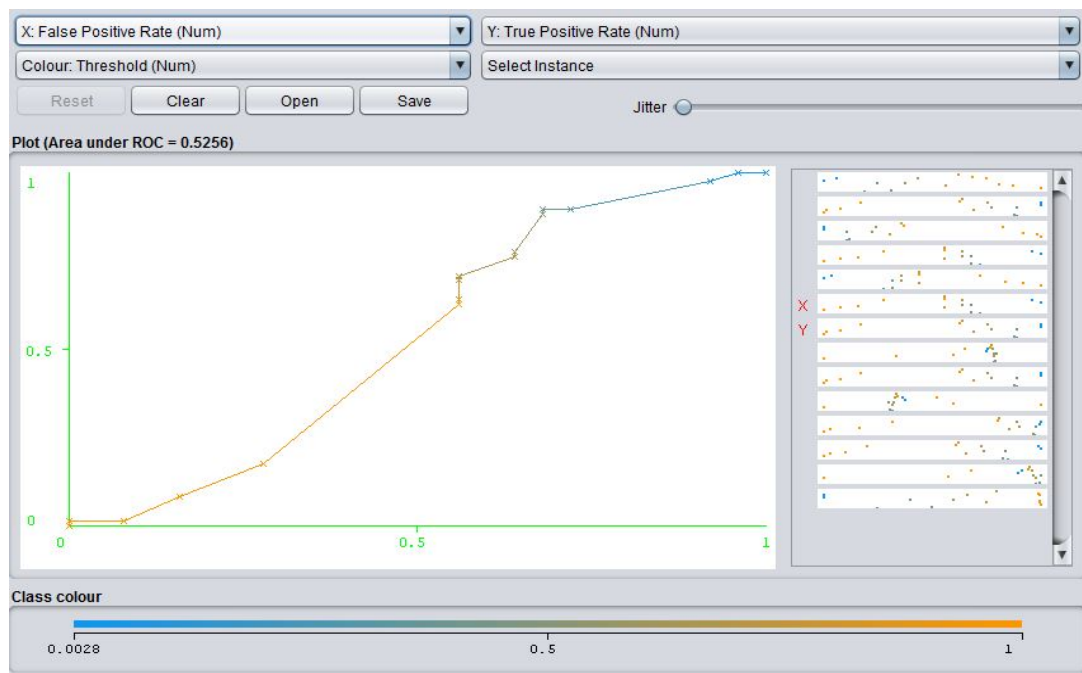 X: False Positive Rate (Num) Y: True Positive Rate (Num)
Colour: Threshold (Num) Select Instance
Reset Clear Open Save Jitter
Plot (Area under ROC = 0.5256)
1
X
Y
0.5
0
0 0.5 1
Class colour
0.0028 0.5 1